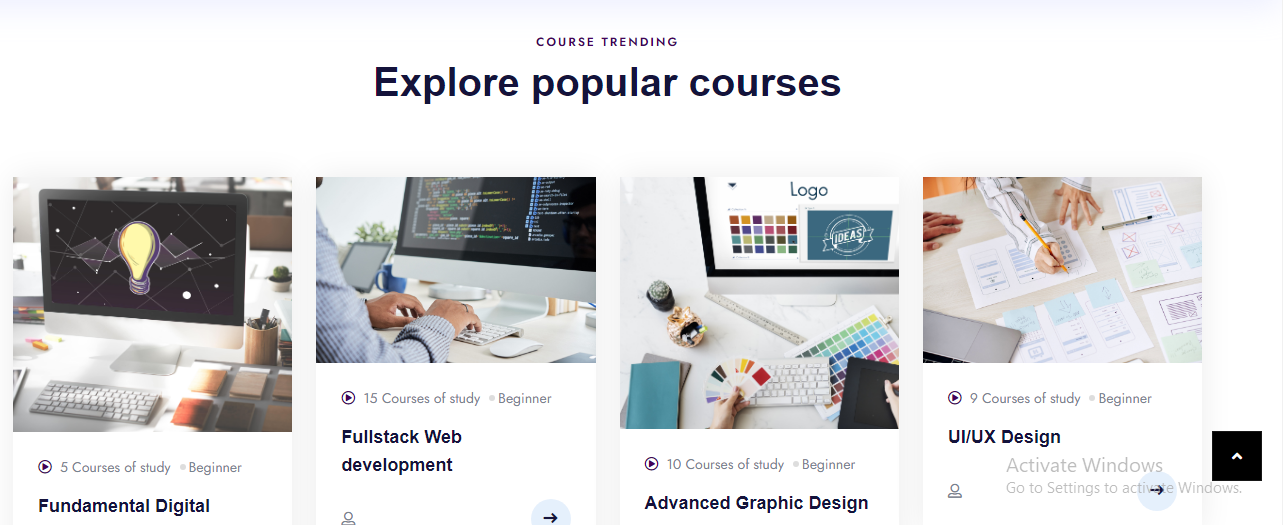 COURSE TRENDING
Explore popular courses
Logo
IDEAS
5 Courses of study Beginner
Fundamental Digital
15 Courses of study Beginner
Fullstack Web
development
10 Courses of study Beginner
Advanced Graphic Design
9 Courses of study Beginner
UI/UX Design
Activate Windows
Go to Settings to activate Windows.